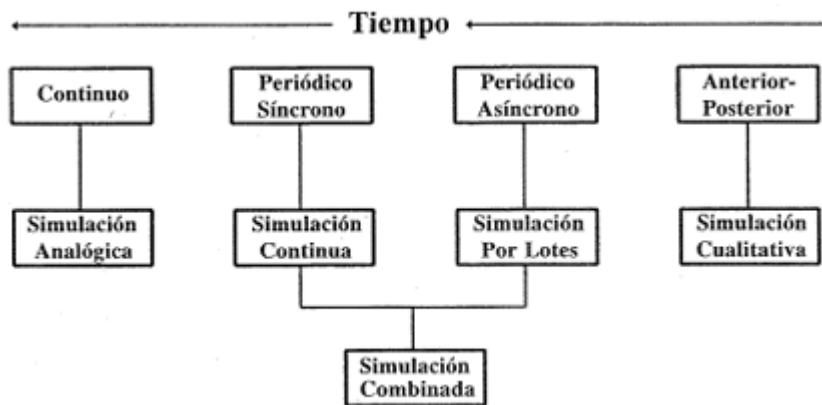 Tiempo
Continuo
Periódico
Síncrono
Periódico
Asíncrono
Anterior-
Posterior
Simulación
Analógica
Simulación
Continua
Simulación
Por Lotes
Simulación
Cualitativa
Simulación
Combinada